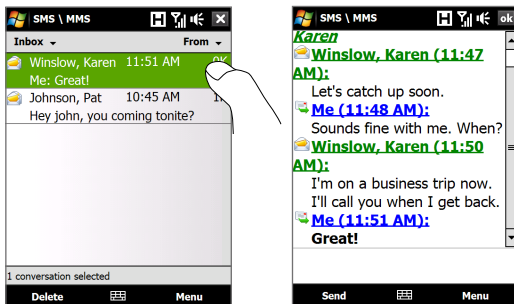 SMS \ MMS
Inbox
From
Winslow, Karen 11:51 AM
Me: Great!
Johnson, Pat 10:45 AM
Hey john, you coming tonite?
1 conversation selected
Delete
Menu
SMS \ MMS
ok
Karen
Winslow, Karen (11:47
AM):
Let's catch up soon.
Me (11:48 AM):
Sounds fine with me. When?
Winslow, Karen (11:50
AM):
I'm on a business trip now.
I'll call you when I get back.
Me (11:51 AM):
Great!
Send
Menu